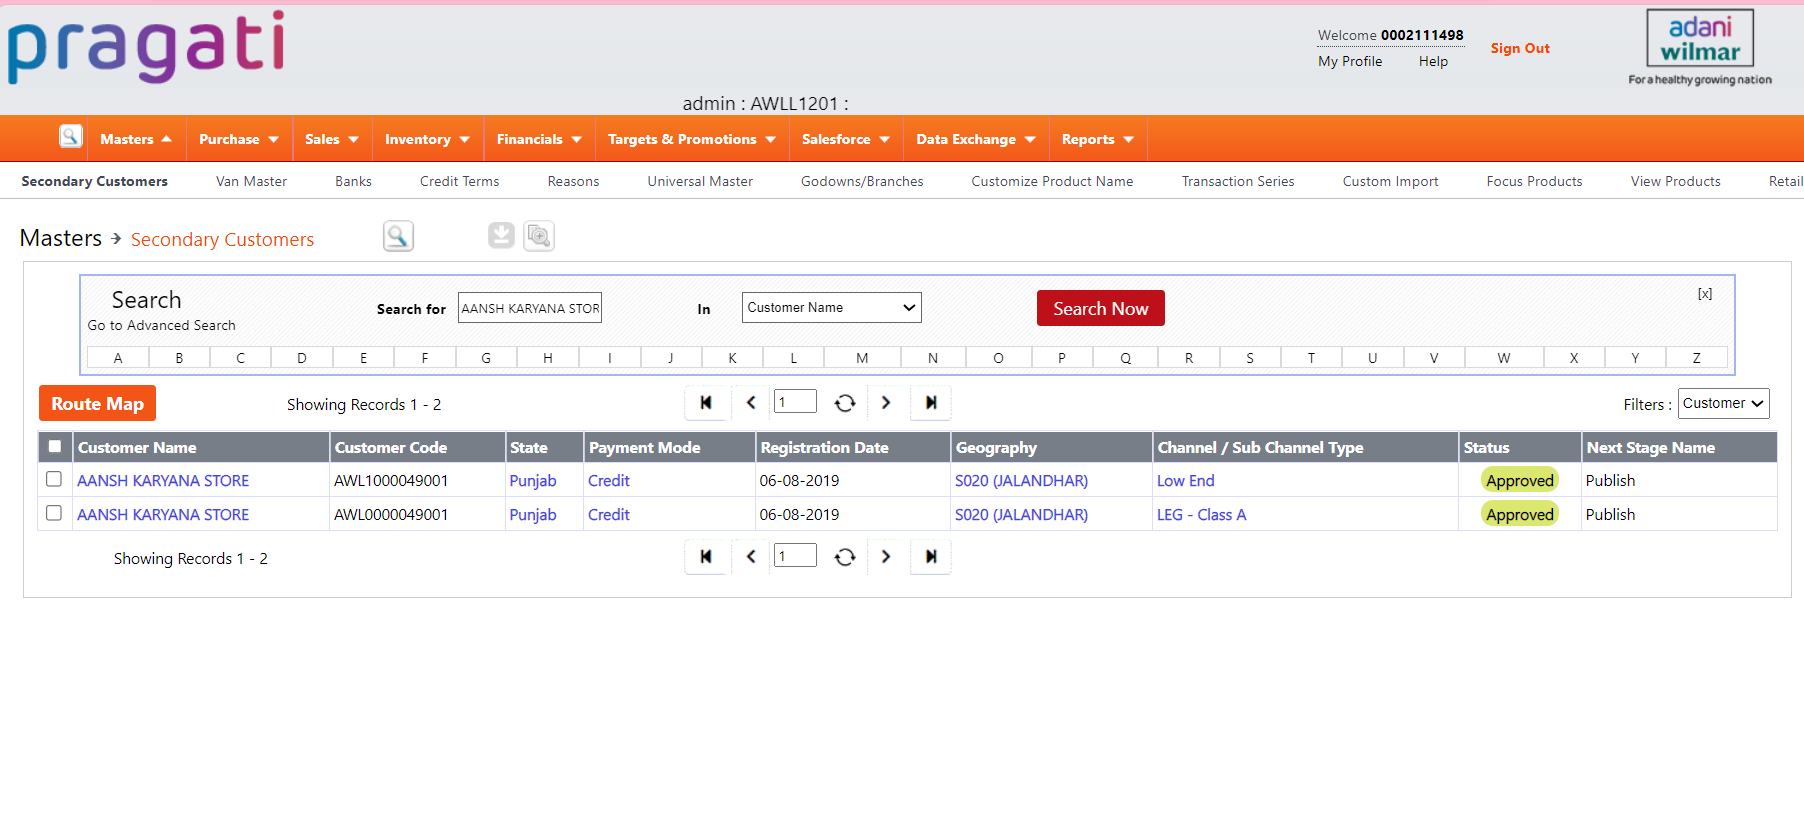 pragati
Welcome 0002111498
My Profile Help
Sign Out
adani
wilmar
For a healthy growing nation
admin : AWLL1201 :
Masters Purchase Sales Inventory Financials Targets & Promotions Salesforce Data Exchange Reports
Secondary Customers Van Master Banks Credit Terms Reasons Universal Master Godowns/Branches Customize Product Name Transaction Series Custom Import Focus Products View Products Retail
Masters Secondary Customers
Search
Go to Advanced Search
Search for AANSH KARYANA STOR In Customer Name Search Now [x]
A B C D E F G H I J K L M N O P Q R S T U V W X Y Z
Route Map Showing Records 1 - 2 1 Filters : Customer
Customer Name Customer Code State Payment Mode Registration Date Geography Channel / Sub Channel Type Status Next Stage Name
AANSH KARYANA STORE AWL1000049001 Punjab Credit 06-08-2019 S020 (JALANDHAR) Low End Approved Publish
AANSH KARYANA STORE AWL0000049001 Punjab Credit 06-08-2019 S020 (JALANDHAR) LEG - Class A Approved Publish
Showing Records 1 - 2 1